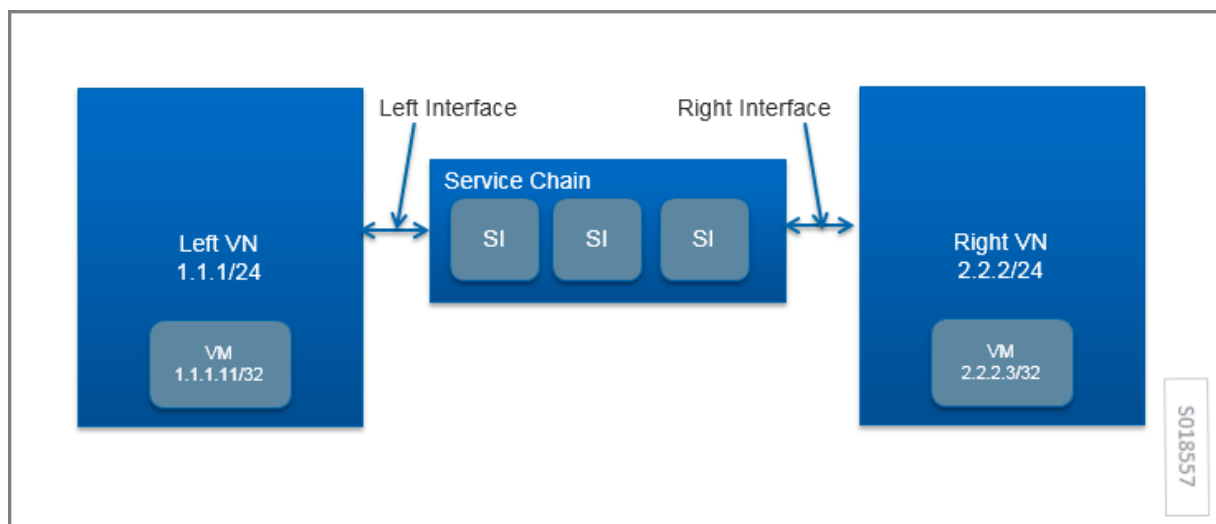 Left Interface
Right Interface
Service Chain
SI
SI
SI
Left VN
1.1.1/24
Right VN
2.2.2/24
VM
1.1.1.11/32
VM
2.2.2.3/32
S018557